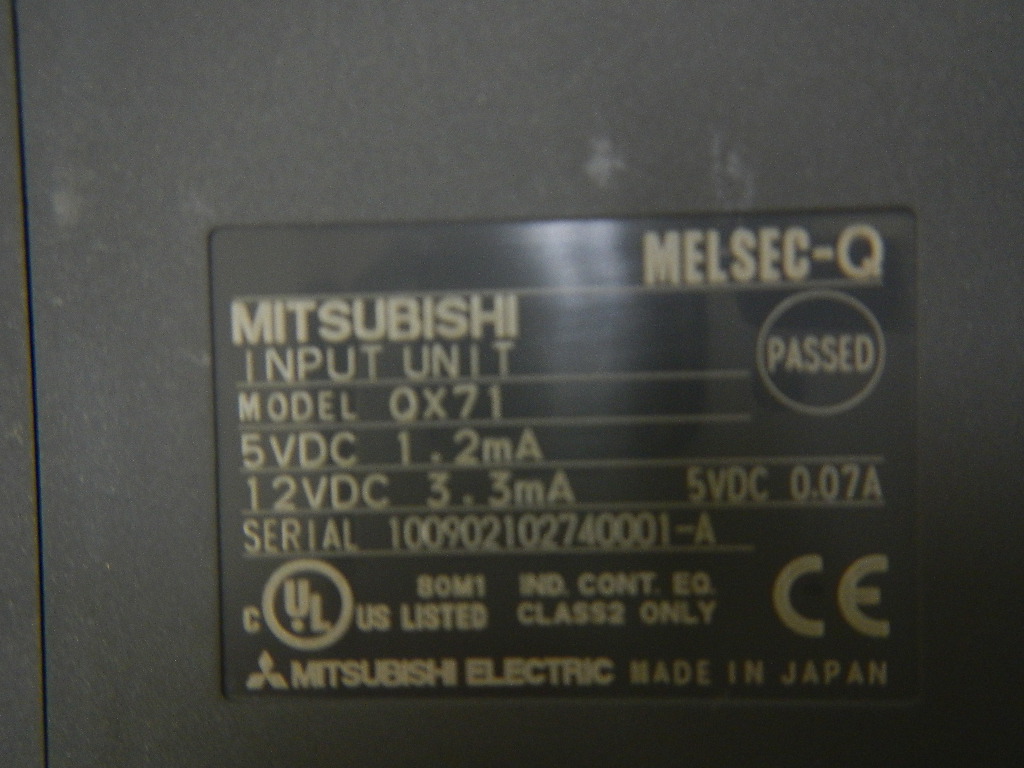 MELSEC-Q
MITSUBISHI
INPUT UNIT
PASSED
MODEL QX71
5VDC 1.2mA
12VDC 3.3mA 5VDC 0.07A
SERIAL 100902102740001-A
C UL US LISTED 80M1 IND. CONT. EQ.
CLASS2 ONLY
CE
MITSUBISHI ELECTRIC MADE IN JAPAN